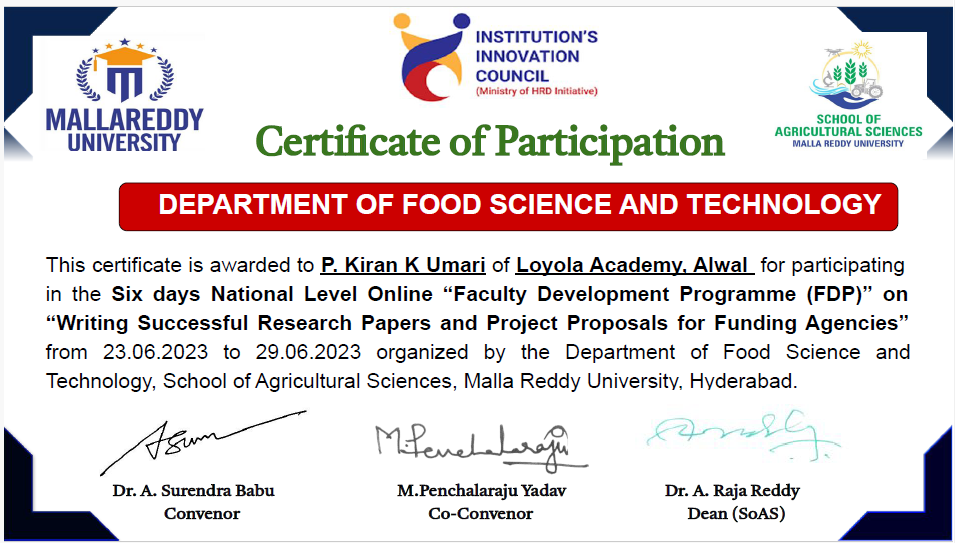 MALLAREDDY
UNIVERSITY
INSTITUTION'S
INNOVATION
COUNCIL
(Ministry of HRD Initiative)
SCHOOL OF
AGRICULTURAL SCIENCES
MALLA REDDY UNIVERSITY
Certificate of Participation
DEPARTMENT OF FOOD SCIENCE AND TECHNOLOGY
This certificate is awarded to P. Kiran K Umari of Loyola Academy, Alwal for participating
in the Six days National Level Online “Faculty Development Programme (FDP)” on
“Writing Successful Research Papers and Project Proposals for Funding Agencies”
from 23.06.2023 to 29.06.2023 organized by the Department of Food Science and
Technology, School of Agricultural Sciences, Malla Reddy University, Hyderabad.
M.Penchalaraju
Dr. A. Surendra Babu
Convenor
M.Penchalaraju Yadav
Co-Convenor
Dr. A. Raja Reddy
Dean (SoAS)